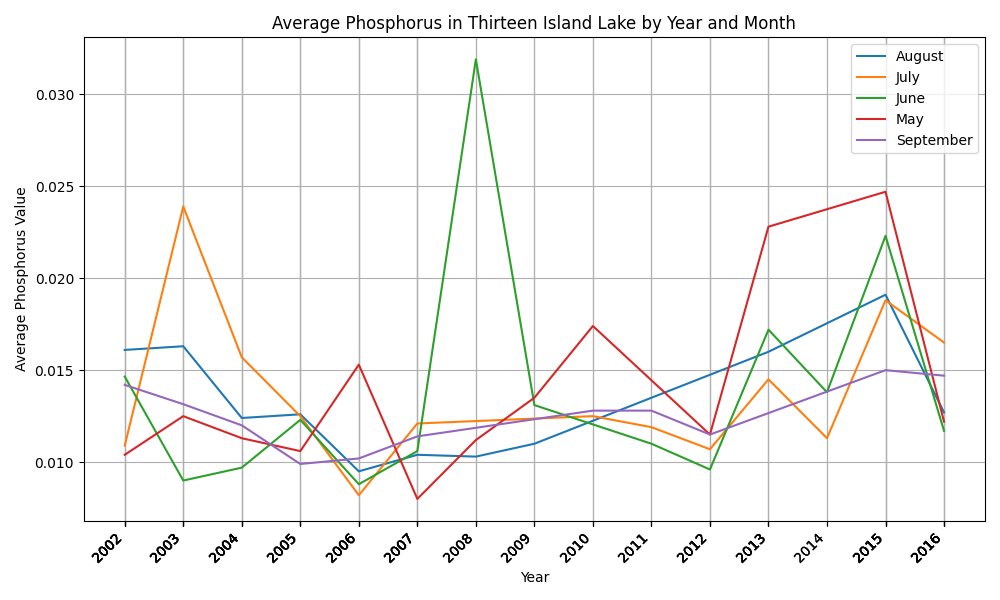 Average Phosphorus in Thirteen Island Lake by Year and Month
August
July
June
May
September
0.030
0.025
0.020
0.015
0.010
Average Phosphorus Value
2002 2003 2004 2005 2006 2007 2008 2009 2010 2011 2012 2013 2014 2015 2016
Year